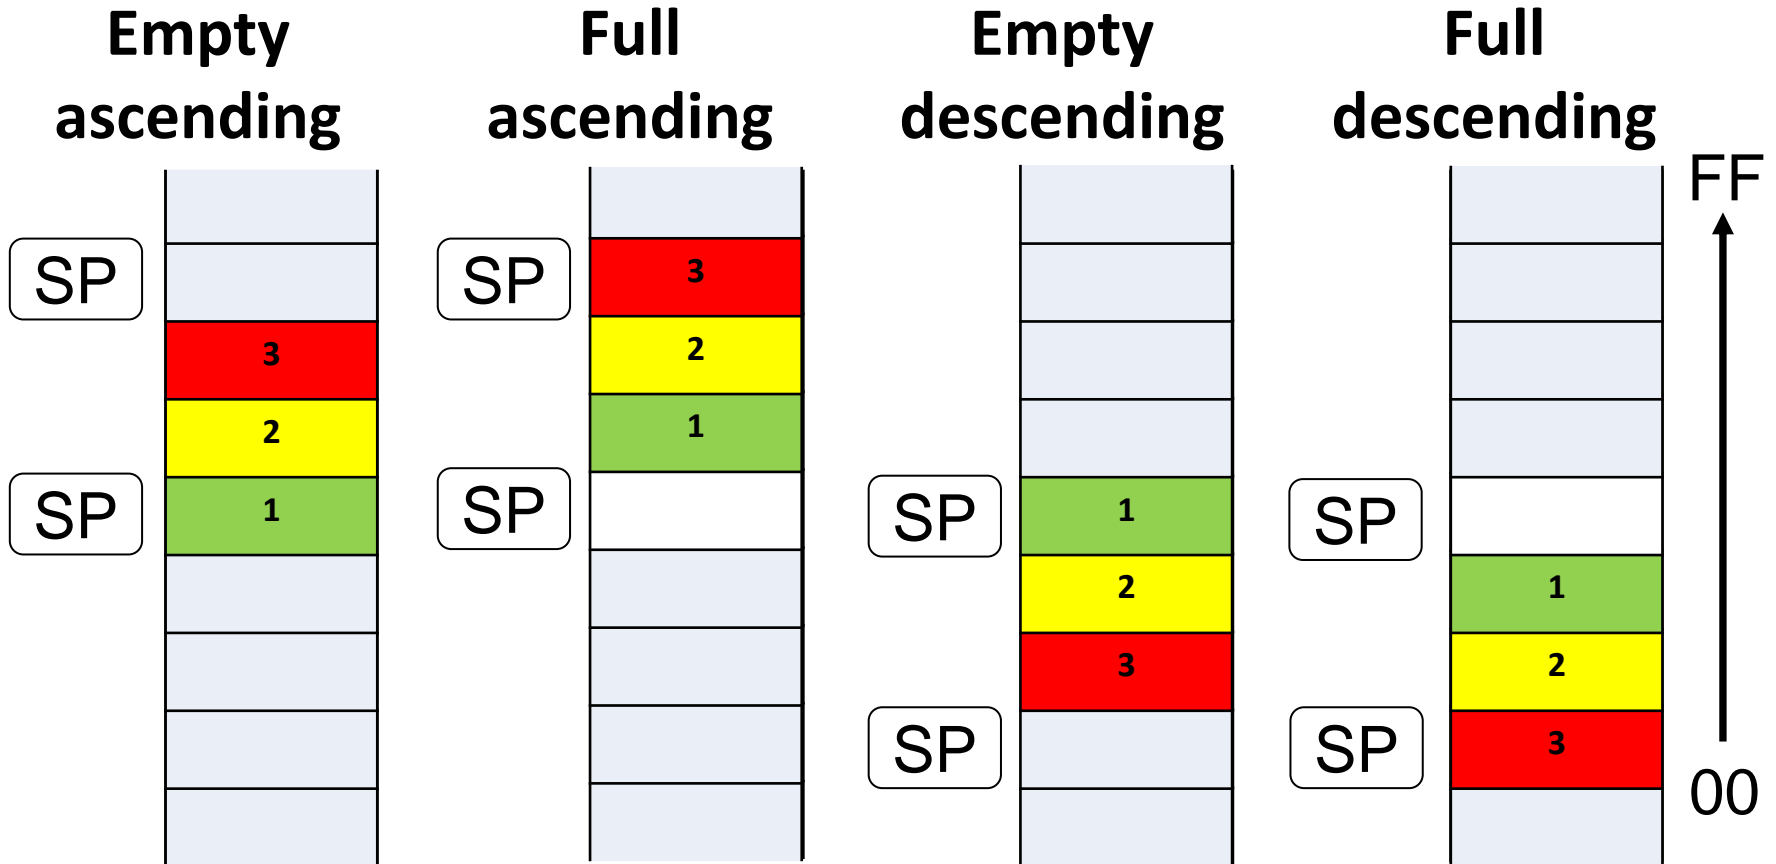 Empty
ascending
Full
ascending
Empty
descending
Full
descending
FF
SP
3
2
SP
1
SP
3
2
1
SP
SP
1
2
3
SP
SP
1
2
SP
3
00